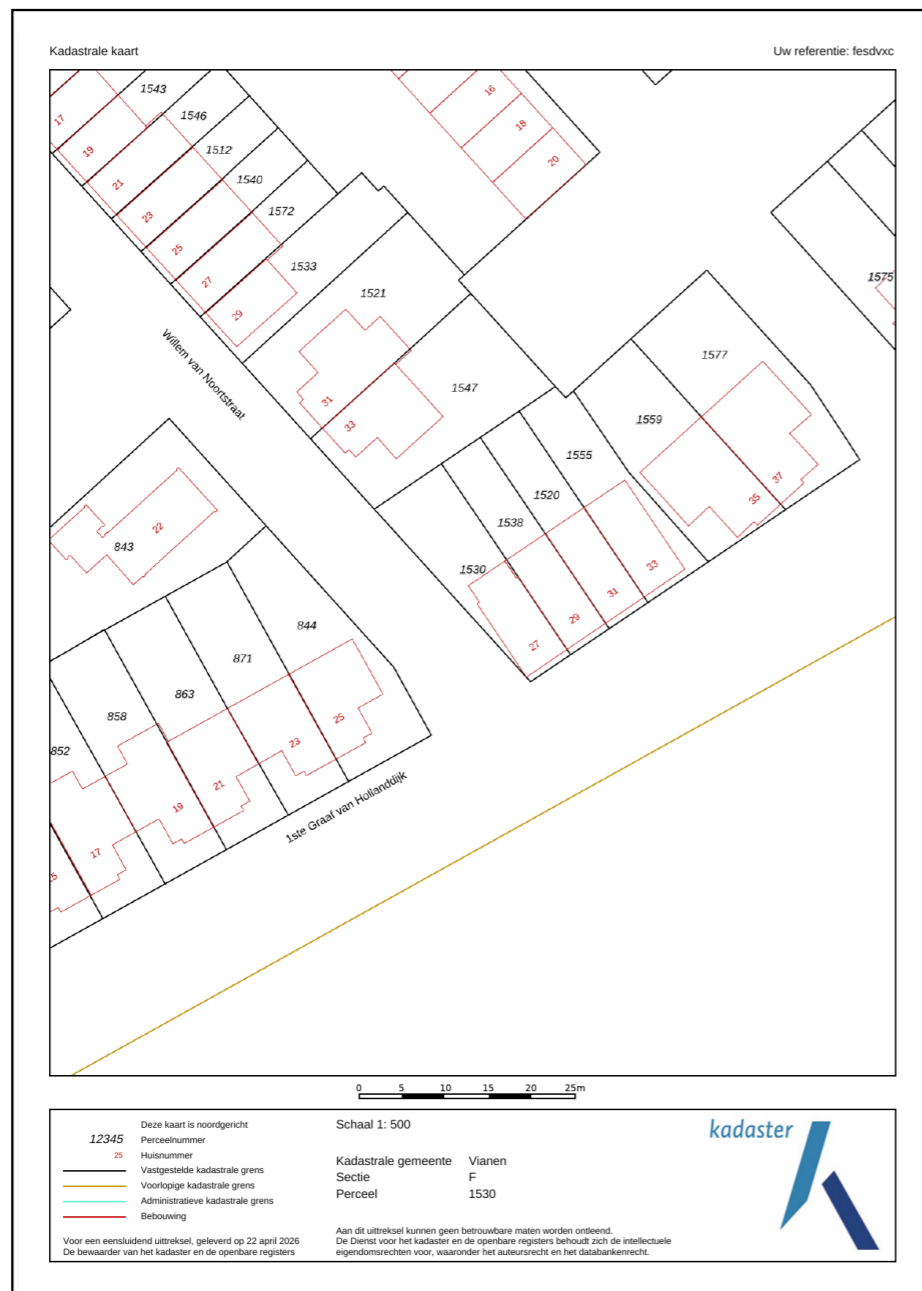 Kadastrale kaart
Uw referentie: fesdvxc
1543
16
17
1546
18
19
1512
20
21
1540
23
1572
25
1533
1575
27
1521
29
Willem van Noortstraat
1577
1547
31
33
1559
1555
1520
35
37
22
1538
843
1530
33
31
29
27
844
871
863
25
858
23
852
21
19
1ste Graaf van Hollanddijk
17
0 5 10 15 20 25m
Deze kaart is noordgericht
12345 Perceelnummer
25 Huisnummer
Vastgestelde kadastrale grens
Voorlopige kadastrale grens
Administratieve kadastrale grens
Bebouwing
Voor een eensluidend uittreksel, geleverd op 22 april 2026
De bewaarder van het kadaster en de openbare registers
Schaal 1: 500
Kadastrale gemeente Vianen
Sectie F
Perceel 1530
Aan dit uittreksel kunnen geen betrouwbare maten worden ontleend.
De Dienst voor het kadaster en de openbare registers behoudt zich de intellectuele
eigendomsrechten voor, waaronder het auteursrecht en het databankenrecht.
kadaster